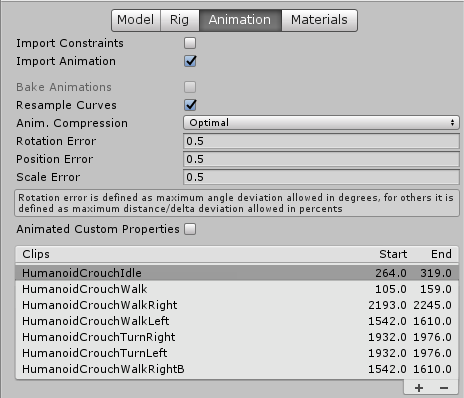 Model Rig Animation Materials
Import Constraints
Import Animation
Bake Animations
Resample Curves
Anim. Compression Optimal
Rotation Error 0.5
Position Error 0.5
Scale Error 0.5
Rotation error is defined as maximum angle deviation allowed in degrees, for others it is
defined as maximum distance/delta deviation allowed in percents
Animated Custom Properties
Clips Start End
HumanoidCrouchIdle 264.0 319.0
HumanoidCrouchWalk 105.0 159.0
HumanoidCrouchWalkRight 2193.0 2245.0
HumanoidCrouchWalkLeft 1542.0 1610.0
HumanoidCrouchTurnRight 1932.0 1976.0
HumanoidCrouchTurnLeft 1932.0 1976.0
HumanoidCrouchWalkRightB 1542.0 1610.0
+ −